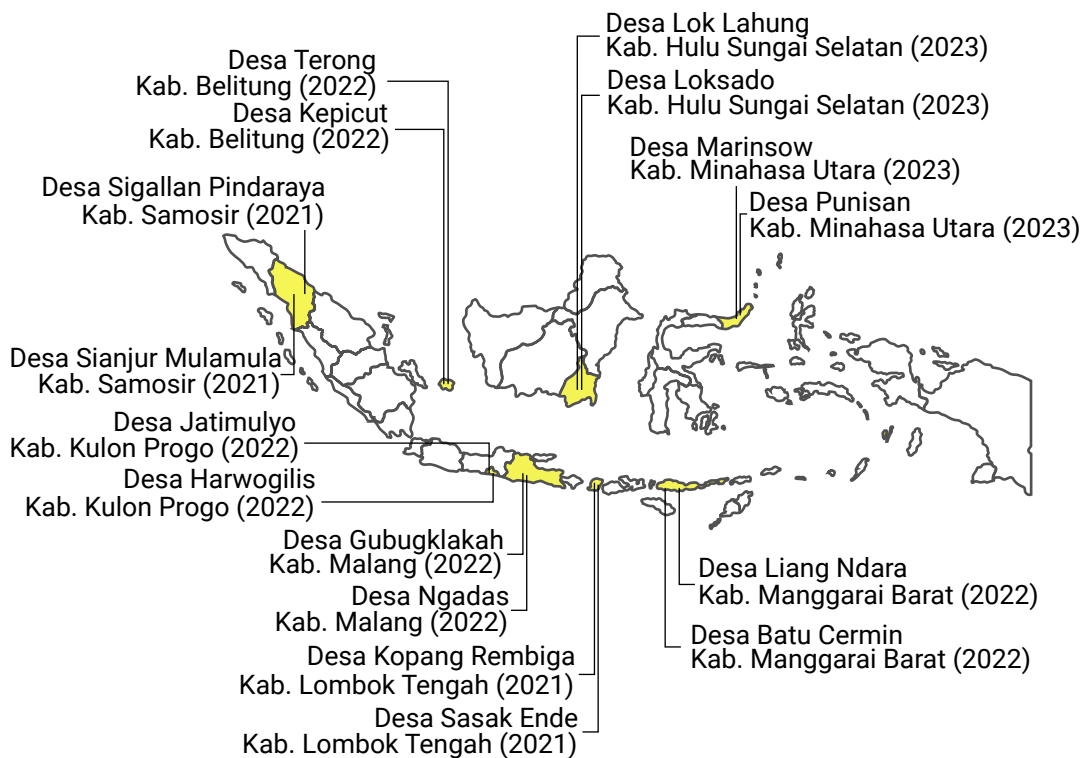 Desa Lok Lahung
Kab. Hulu Sungai Selatan (2023)
Desa Terong
Kab. Belitung (2022)
Desa Loksado
Kab. Hulu Sungai Selatan (2023)
Desa Kepicut
Kab. Belitung (2022)
Desa Marinsow
Kab. Minahasa Utara (2023)
Desa Sigallan Pindaraya
Kab. Samosir (2021)
Desa Punisan
Kab. Minahasa Utara (2023)
Desa Sianjur Mulamula
Kab. Samosir (2021)
Desa Jatimulyo
Kab. Kulon Progo (2022)
Desa Harwogilis
Kab. Kulon Progo (2022)
Desa Gubugklakah
Kab. Malang (2022)
Desa Liang Ndara
Kab. Manggarai Barat (2022)
Desa Ngadas
Kab. Malang (2022)
Desa Batu Cermin
Kab. Manggarai Barat (2022)
Desa Kopang Rembiga
Kab. Lombok Tengah (2021)
Desa Sasak Ende
Kab. Lombok Tengah (2021)